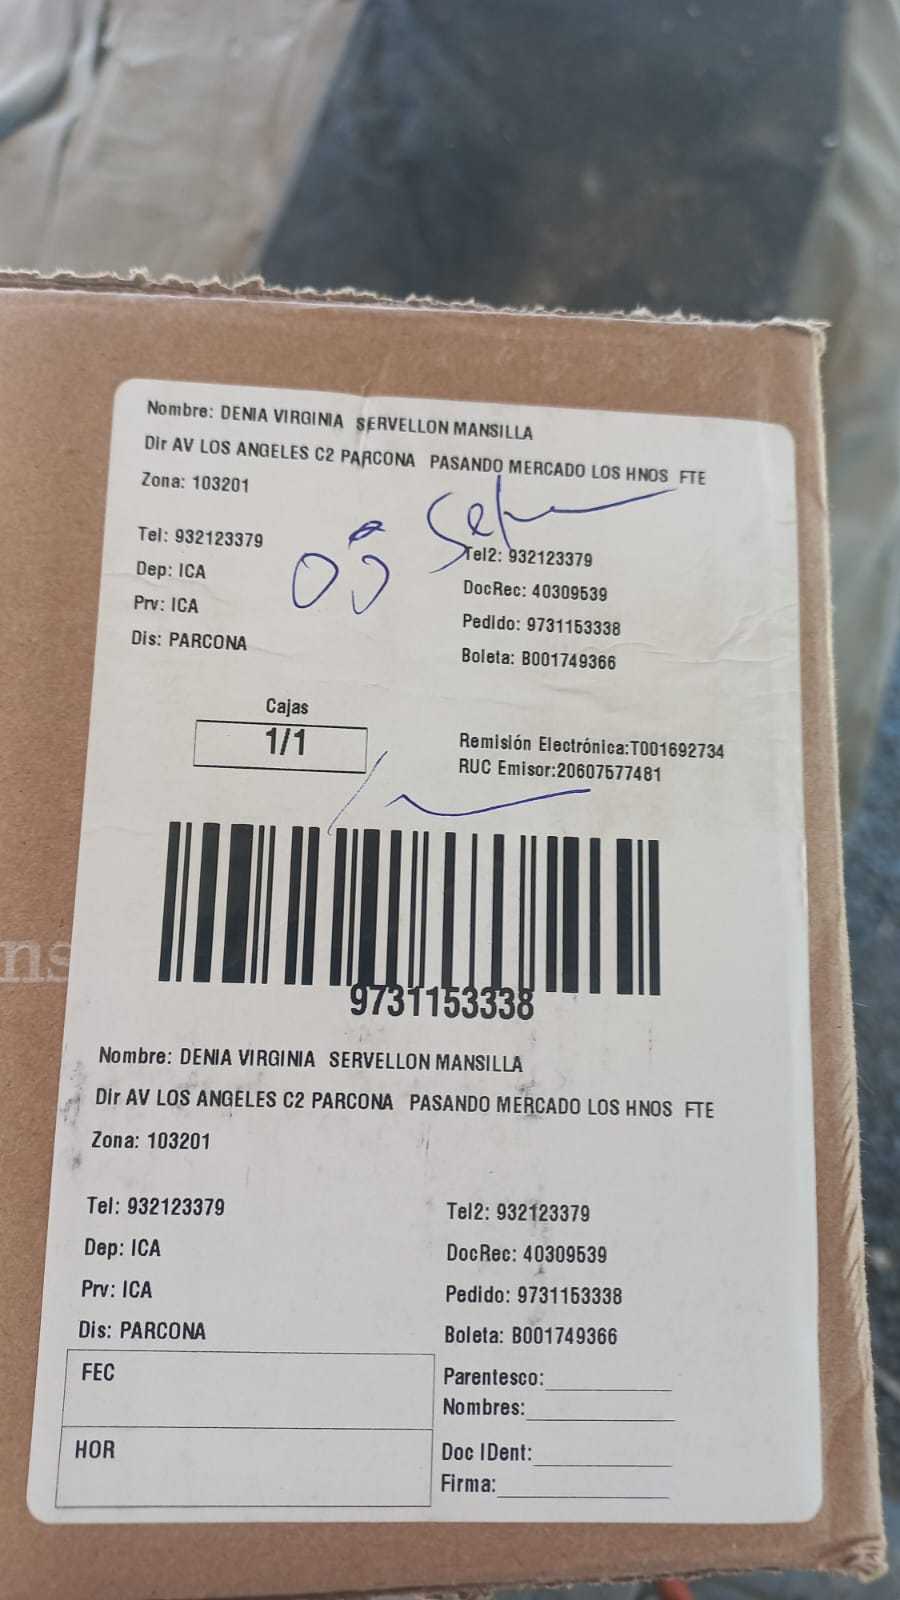 Nombre: DENIA VIRGINIA SERVELLON MANSILLA
Dir AV LOS ANGELES C2 PARCONA PASANDO MERCADO LOS HNOS FTE
Zona: 103201
Tel: 932123379
Tel2: 932123379
Dep: ICA
DocRec: 40309539
Prv: ICA
Pedido: 9731153338
Dis: PARCONA
Boleta: B001749366
Cajas
1/1
Remisión Electrónica:T001692734
RUC Emisor:20607577481
ns
9731153338
Nombre: DENIA VIRGINIA SERVELLON MANSILLA
Dir AV LOS ANGELES C2 PARCONA PASANDO MERCADO LOS HNOS FTE
Zona: 103201
Tel: 932123379
Tel2: 932123379
Dep: ICA
DocRec: 40309539
Prv: ICA
Pedido: 9731153338
Dis: PARCONA
Boleta: B001749366
FEC
Parentesco:
Nombres:
HOR
Doc IDent:
Firma: